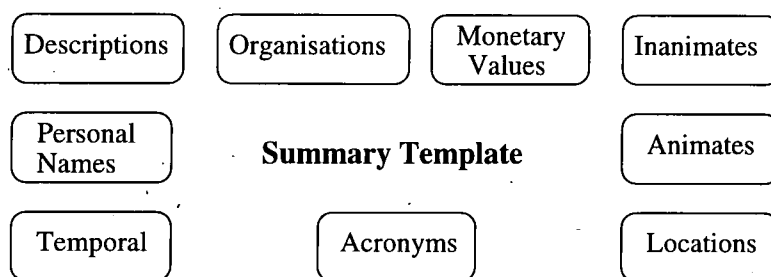 Descriptions
Organisations
Monetary
Values
Inanimates
Personal
Names
Summary Template
Animates
Temporal
Acronyms
Locations